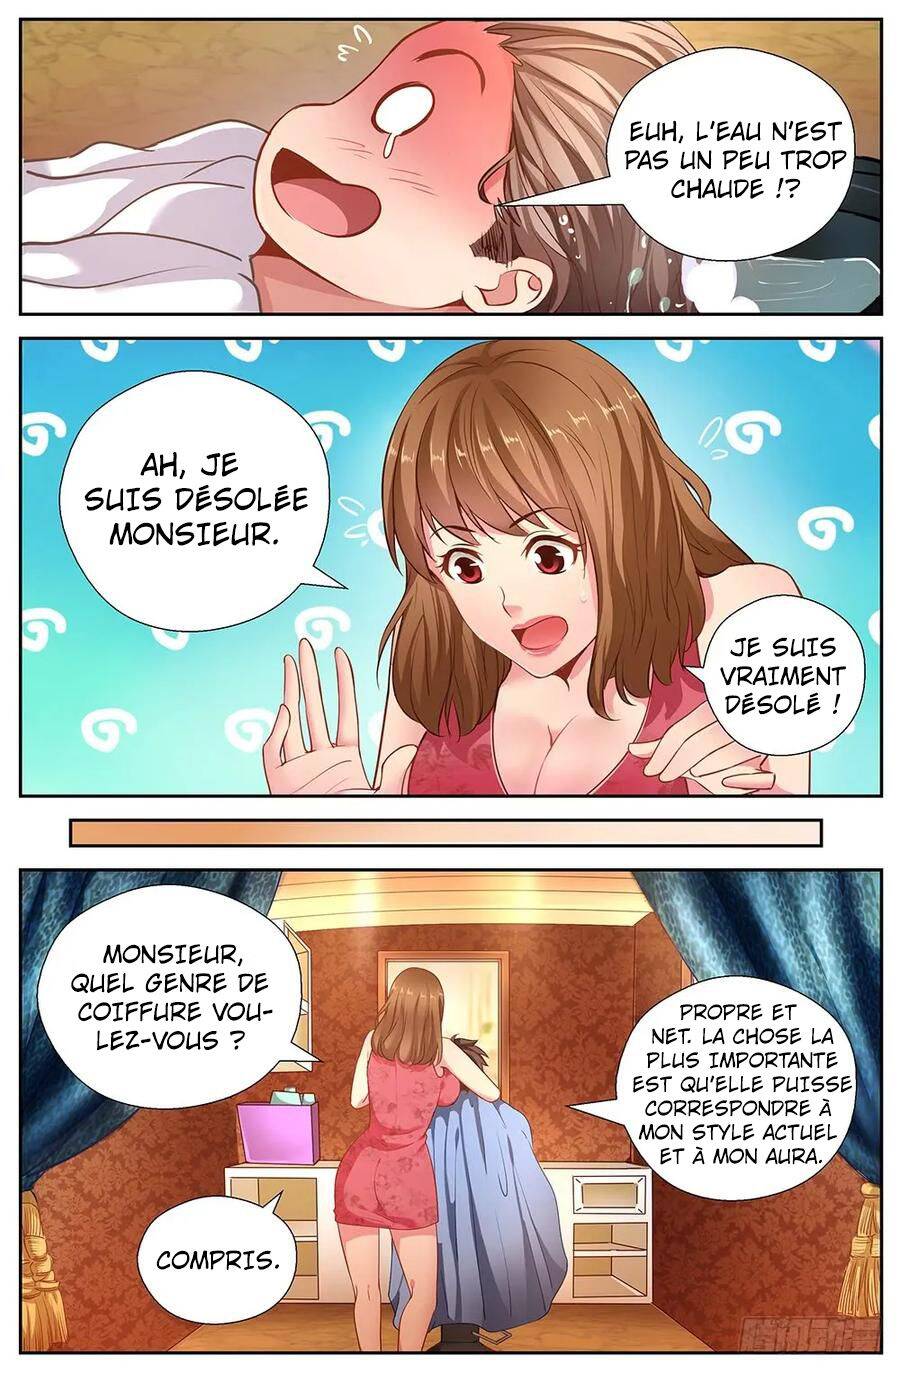 EUH, L'EAU N'EST
PAS UN PEU TROP
CHAUDE !?
AH, JE
SUIS DÉSOLÉE
MONSIEUR.
JE SUIS
VRAIMENT
DÉSOLÉ !
MONSIEUR,
QUEL GENRE DE
COIFFURE VOU-
LEZ-VOUS ?
PROPRE ET
NET. LA CHOSE LA
PLUS IMPORTANTE
EST QU'ELLE PUISSE
CORRESPONDRE À
MON STYLE ACTUEL
ET À MON AURA.
COMPRIS.